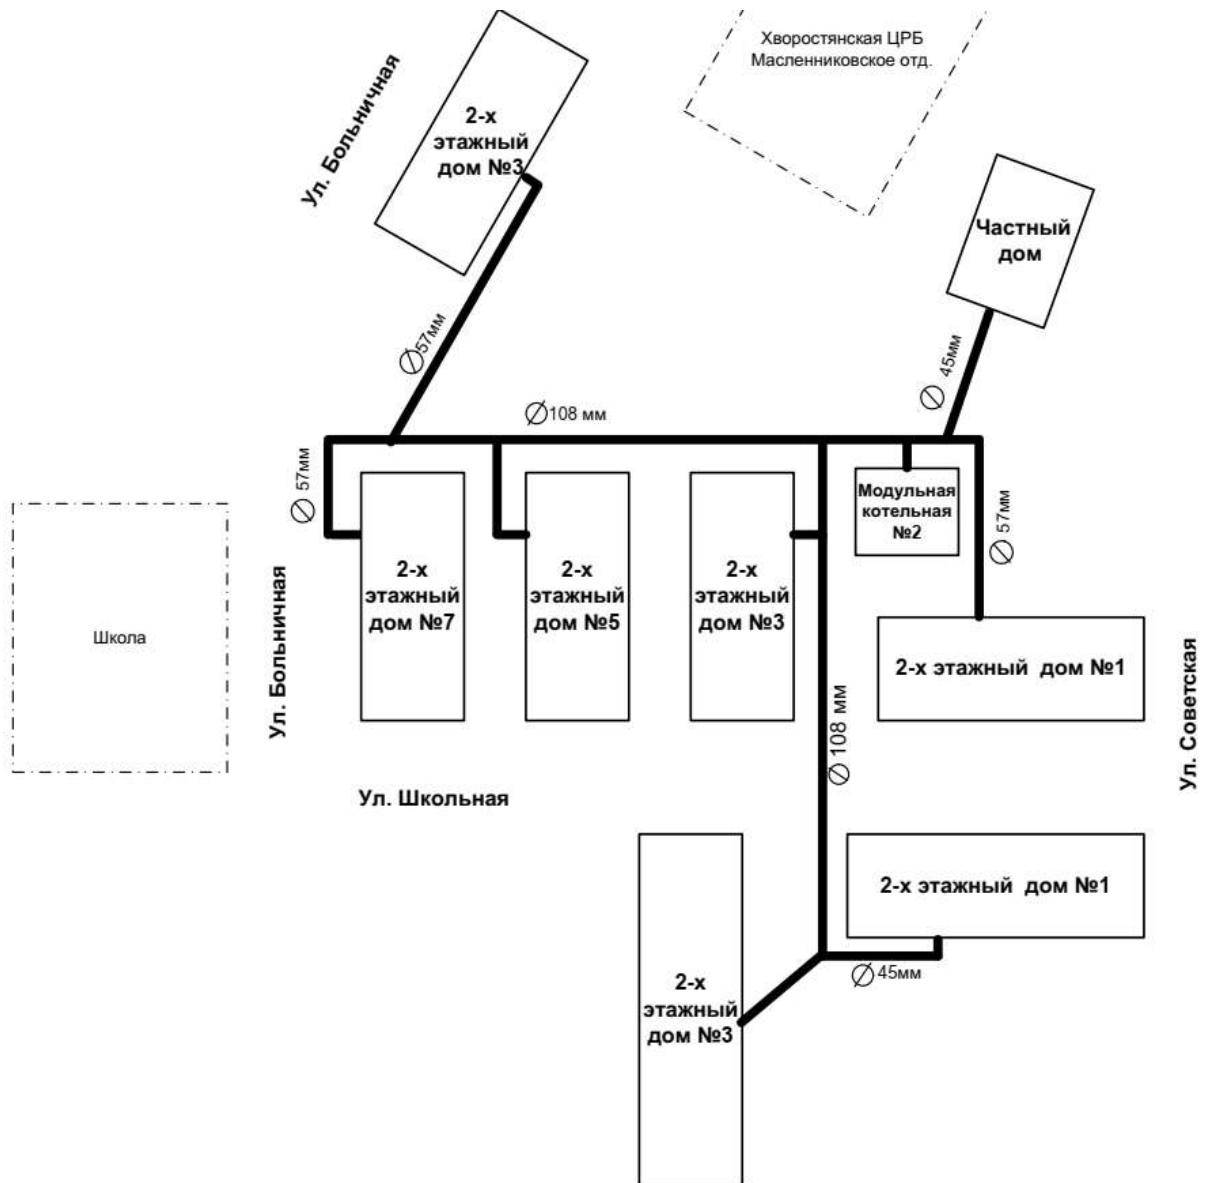 Хворостянская ЦРБ
Масленниковское отд.
Ул. Больничная
2-х
этажный
дом №3
Частный
дом
57мм
45мм
108 мм
57мм
57мм
Модульная
котельная
№2
2-х
этажный
дом №7
2-х
этажный
дом №5
2-х
этажный
дом №3
Школа
Ул. Больничная
2-х этажный дом №1
Ул. Советская
108 мм
Ул. Школьная
2-х этажный дом №1
45мм
2-х
этажный
дом №3